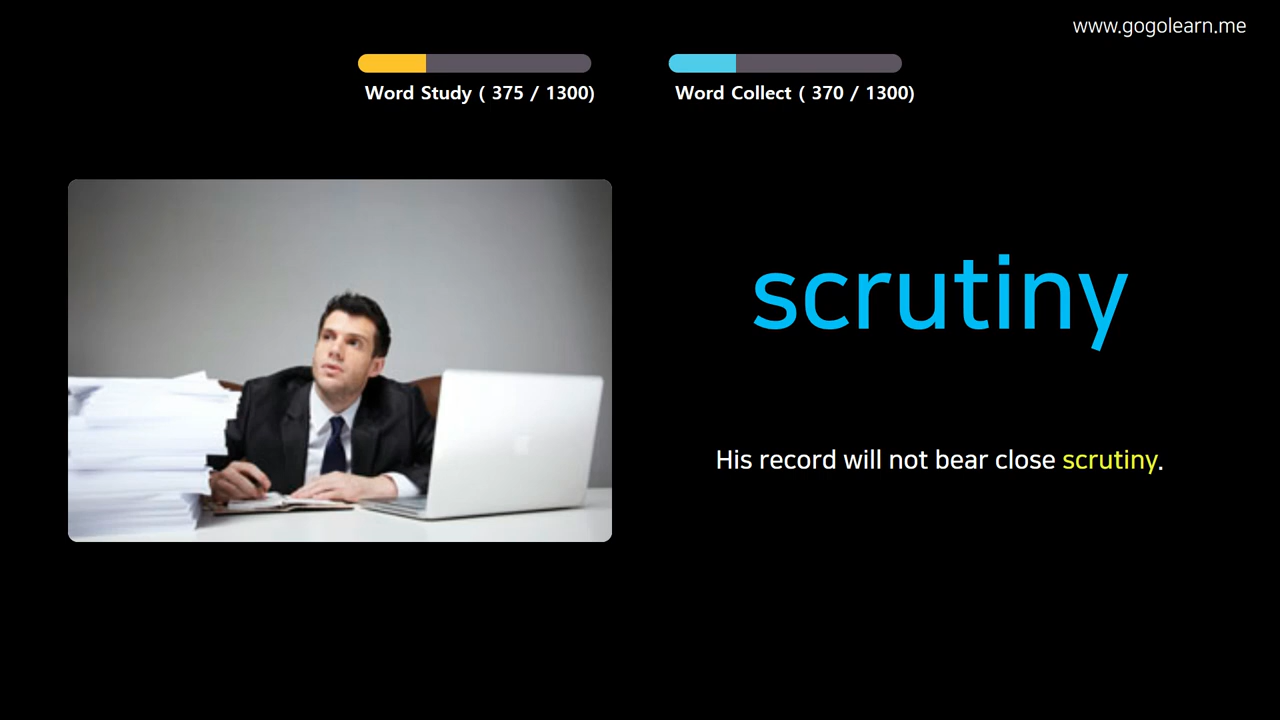 www.gogolearn.me
Word Study ( 375 / 1300)
Word Collect ( 370 / 1300)
scrutiny
His record will not bear close scrutiny.